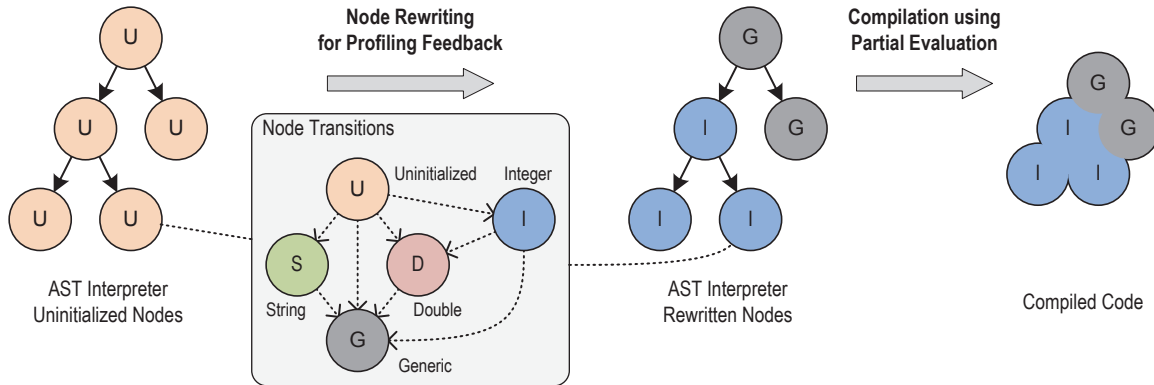 U
U
U
U
U
AST Interpreter
Uninitialized Nodes
Node Rewriting
for Profiling Feedback
Node Transitions
Uninitialized
Integer
U
I
S
D
String
Double
G
Generic
G
I
G
I
I
AST Interpreter
Rewritten Nodes
Compilation using
Partial Evaluation
G
I
G
I
I
Compiled Code